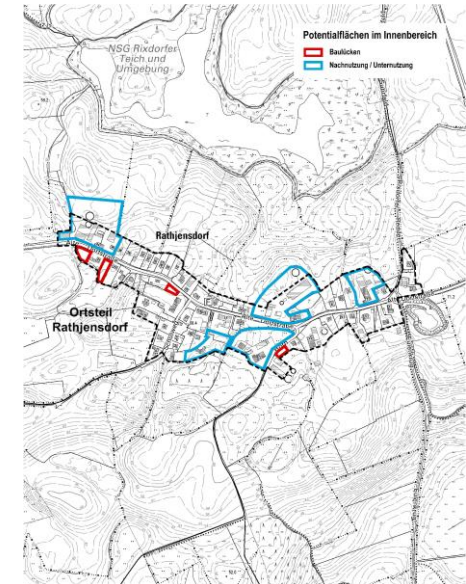 NSG Rixdorfer
Teich und
Umgebung
Potentialflächen im Innenbereich
Baulücken
Nachnutzung / Unternutzung
Rathjensdorf
Ortsteil
Rathjensdorf